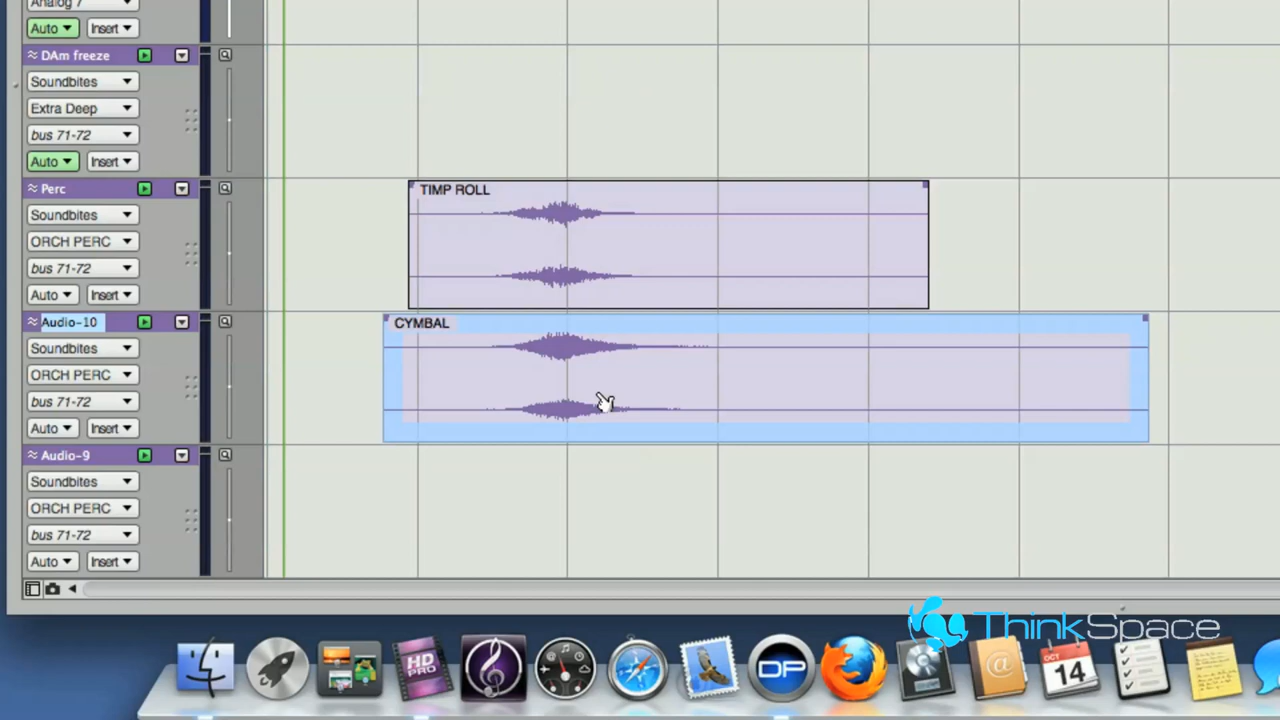 Analog 7
Auto
Insert
DAm freeze
Soundbites
Extra Deep
bus 71-72
Auto
Insert
Perc
Soundbites
ORCH PERC
bus 71-72
Auto
Insert
TIMP ROLL
Audio-10
Soundbites
ORCH PERC
bus 71-72
Auto
Insert
CYMBAL
Audio-9
Soundbites
ORCH PERC
bus 71-72
Auto
Insert
ThinkSpace
HD
PRO
DP
@
OCT
14